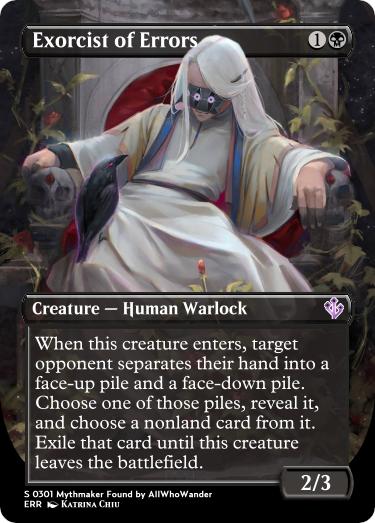 Exorcist of Errors 1
Creature — Human Warlock
When this creature enters, target
opponent separates their hand into a
face-up pile and a face-down pile.
Choose one of those piles, reveal it,
and choose a nonland card from it.
Exile that card until this creature
leaves the battlefield.
2/3
S 0301 Mythmaker Found by AllWhoWander
ERR Katrina Chiu